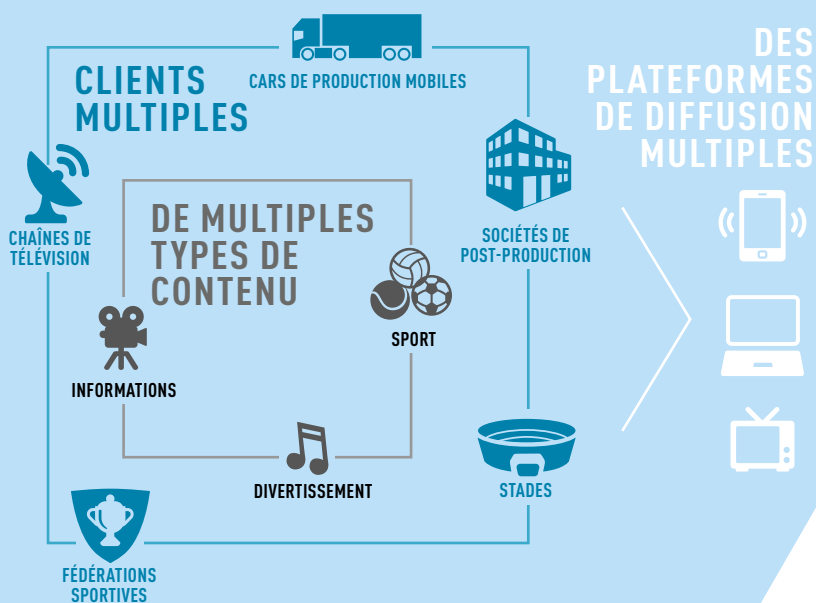 CLIENTS
MULTIPLES
CARS DE PRODUCTION MOBILES
CHAÎNES DE
TÉLÉVISION
SOCIÉTÉS DE
POST-PRODUCTION
STADES
FÉDÉRATIONS
SPORTIVES
DE MULTIPLES
TYPES DE
CONTENU
SPORT
INFORMATIONS
DIVERTISSEMENT
DES
PLATEFORMES
DE DIFFUSION
MULTIPLES